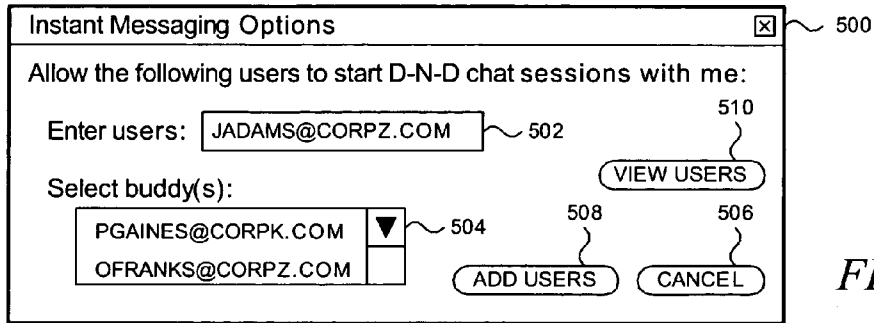 Instant Messaging Options
500
Allow the following users to start D-N-D chat sessions with me:
510
Enter users: JADAMS@CORPZ.COM 502
VIEW USERS
Select buddy(s):
PGAINES@CORPK.COM 504 508 506
OFRANKS@CORPZ.COM ADD USERS CANCEL